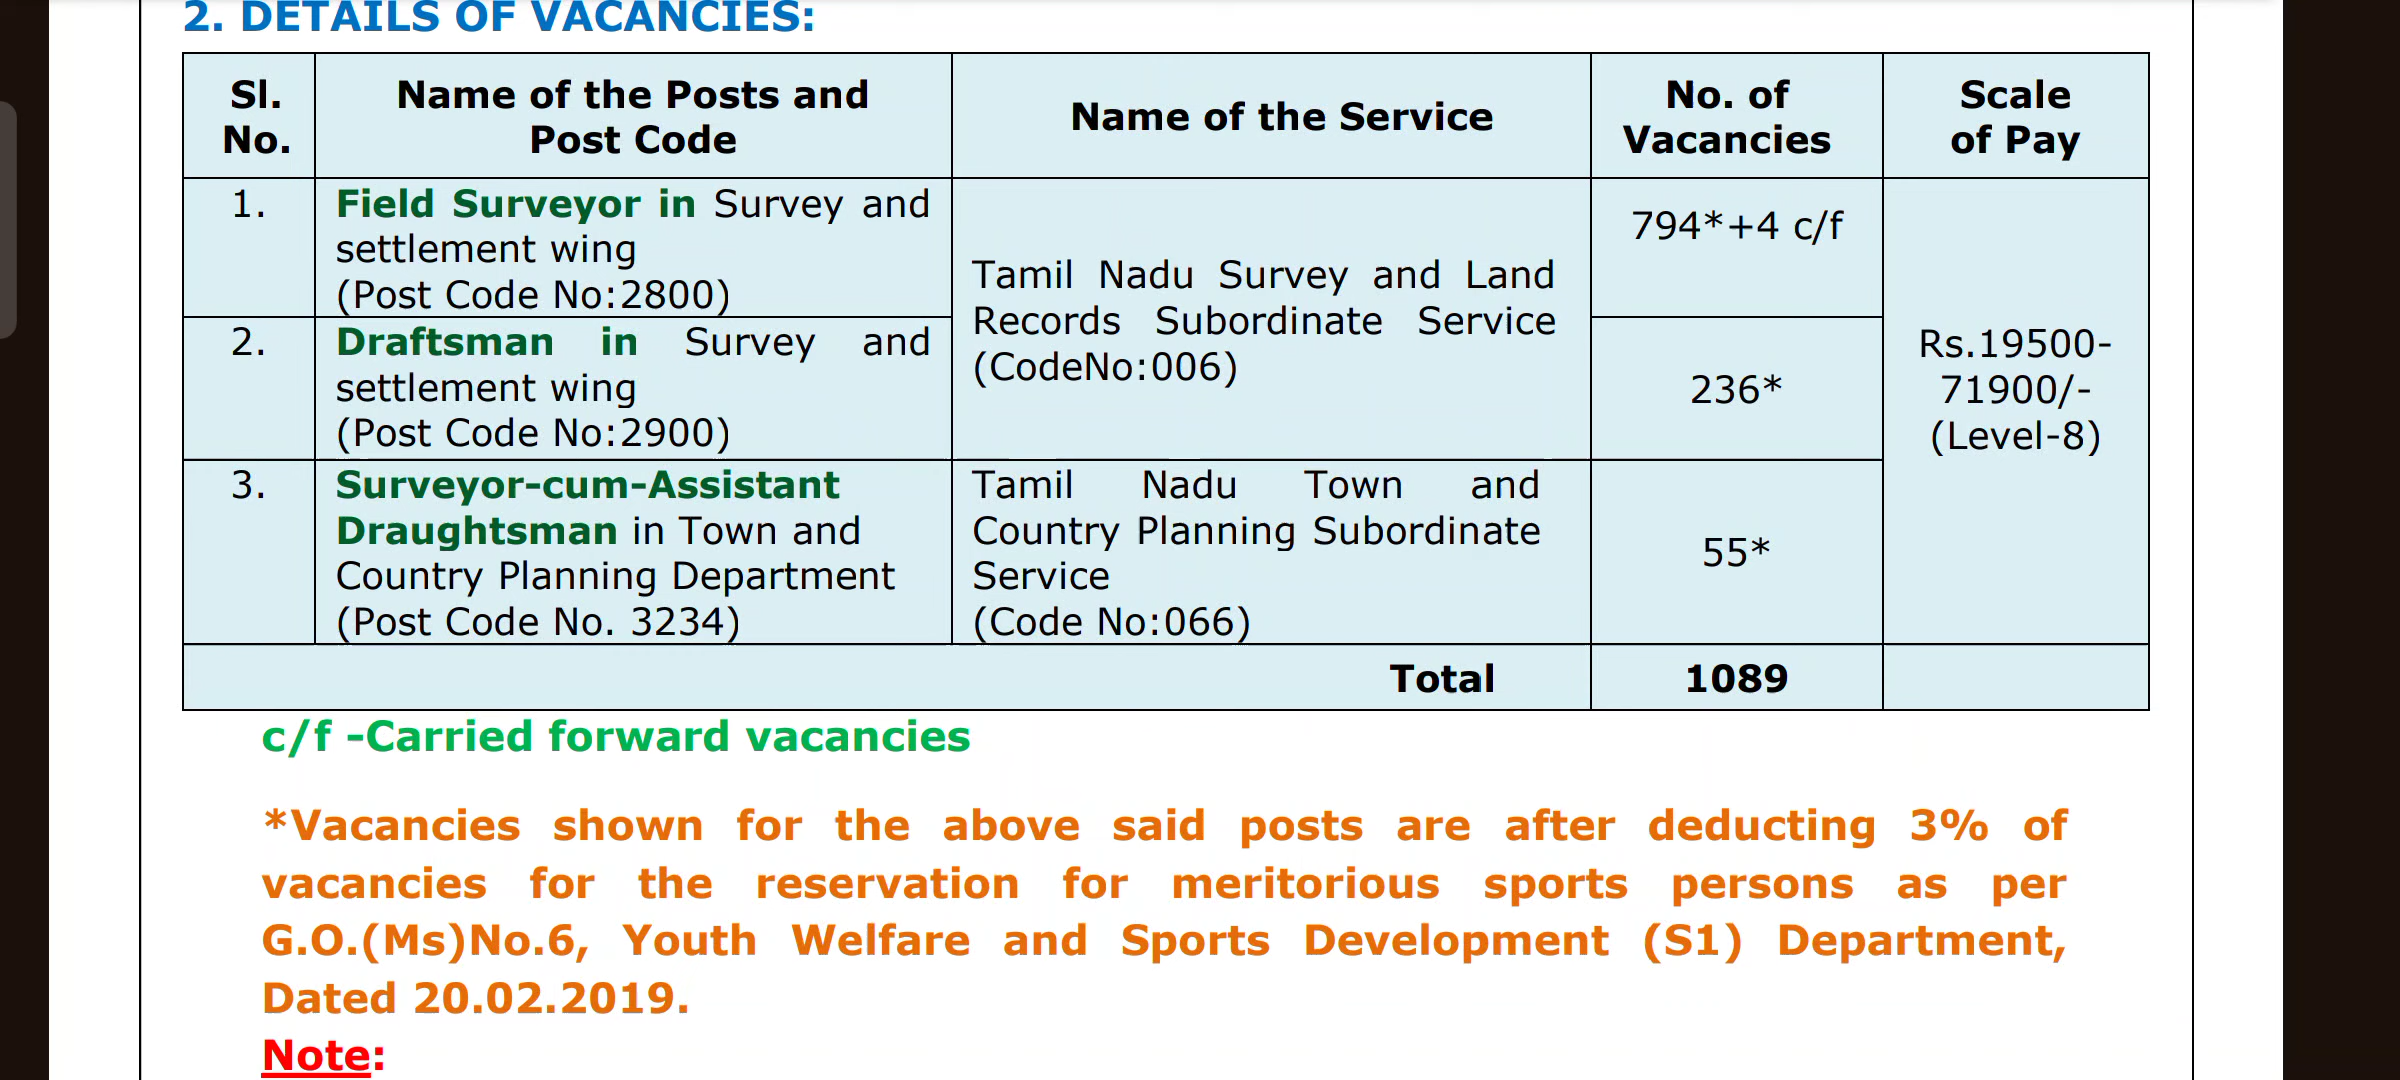 2. DETAILS OF VACANCIES:
Sl.
No.
Name of the Posts and
Post Code
Name of the Service
No. of
Vacancies
Scale
of Pay
1.
Field Surveyor in Survey and
settlement wing
(Post Code No:2800)
Tamil Nadu Survey and Land
Records Subordinate Service
(CodeNo:006)
794*+4 c/f
Rs.19500-
71900/-
(Level-8)
2.
Draftsman in Survey and
settlement wing
(Post Code No:2900)
236*
3.
Surveyor-cum-Assistant
Draughtsman in Town and
Country Planning Department
(Post Code No. 3234)
Tamil Nadu Town and
Country Planning Subordinate
Service
(Code No:066)
55*
Total
1089
c/f -Carried forward vacancies
*Vacancies shown for the above said posts are after deducting 3% of
vacancies for the reservation for meritorious sports persons as per
G.O.(Ms)No.6, Youth Welfare and Sports Development (S1) Department,
Dated 20.02.2019.
Note: